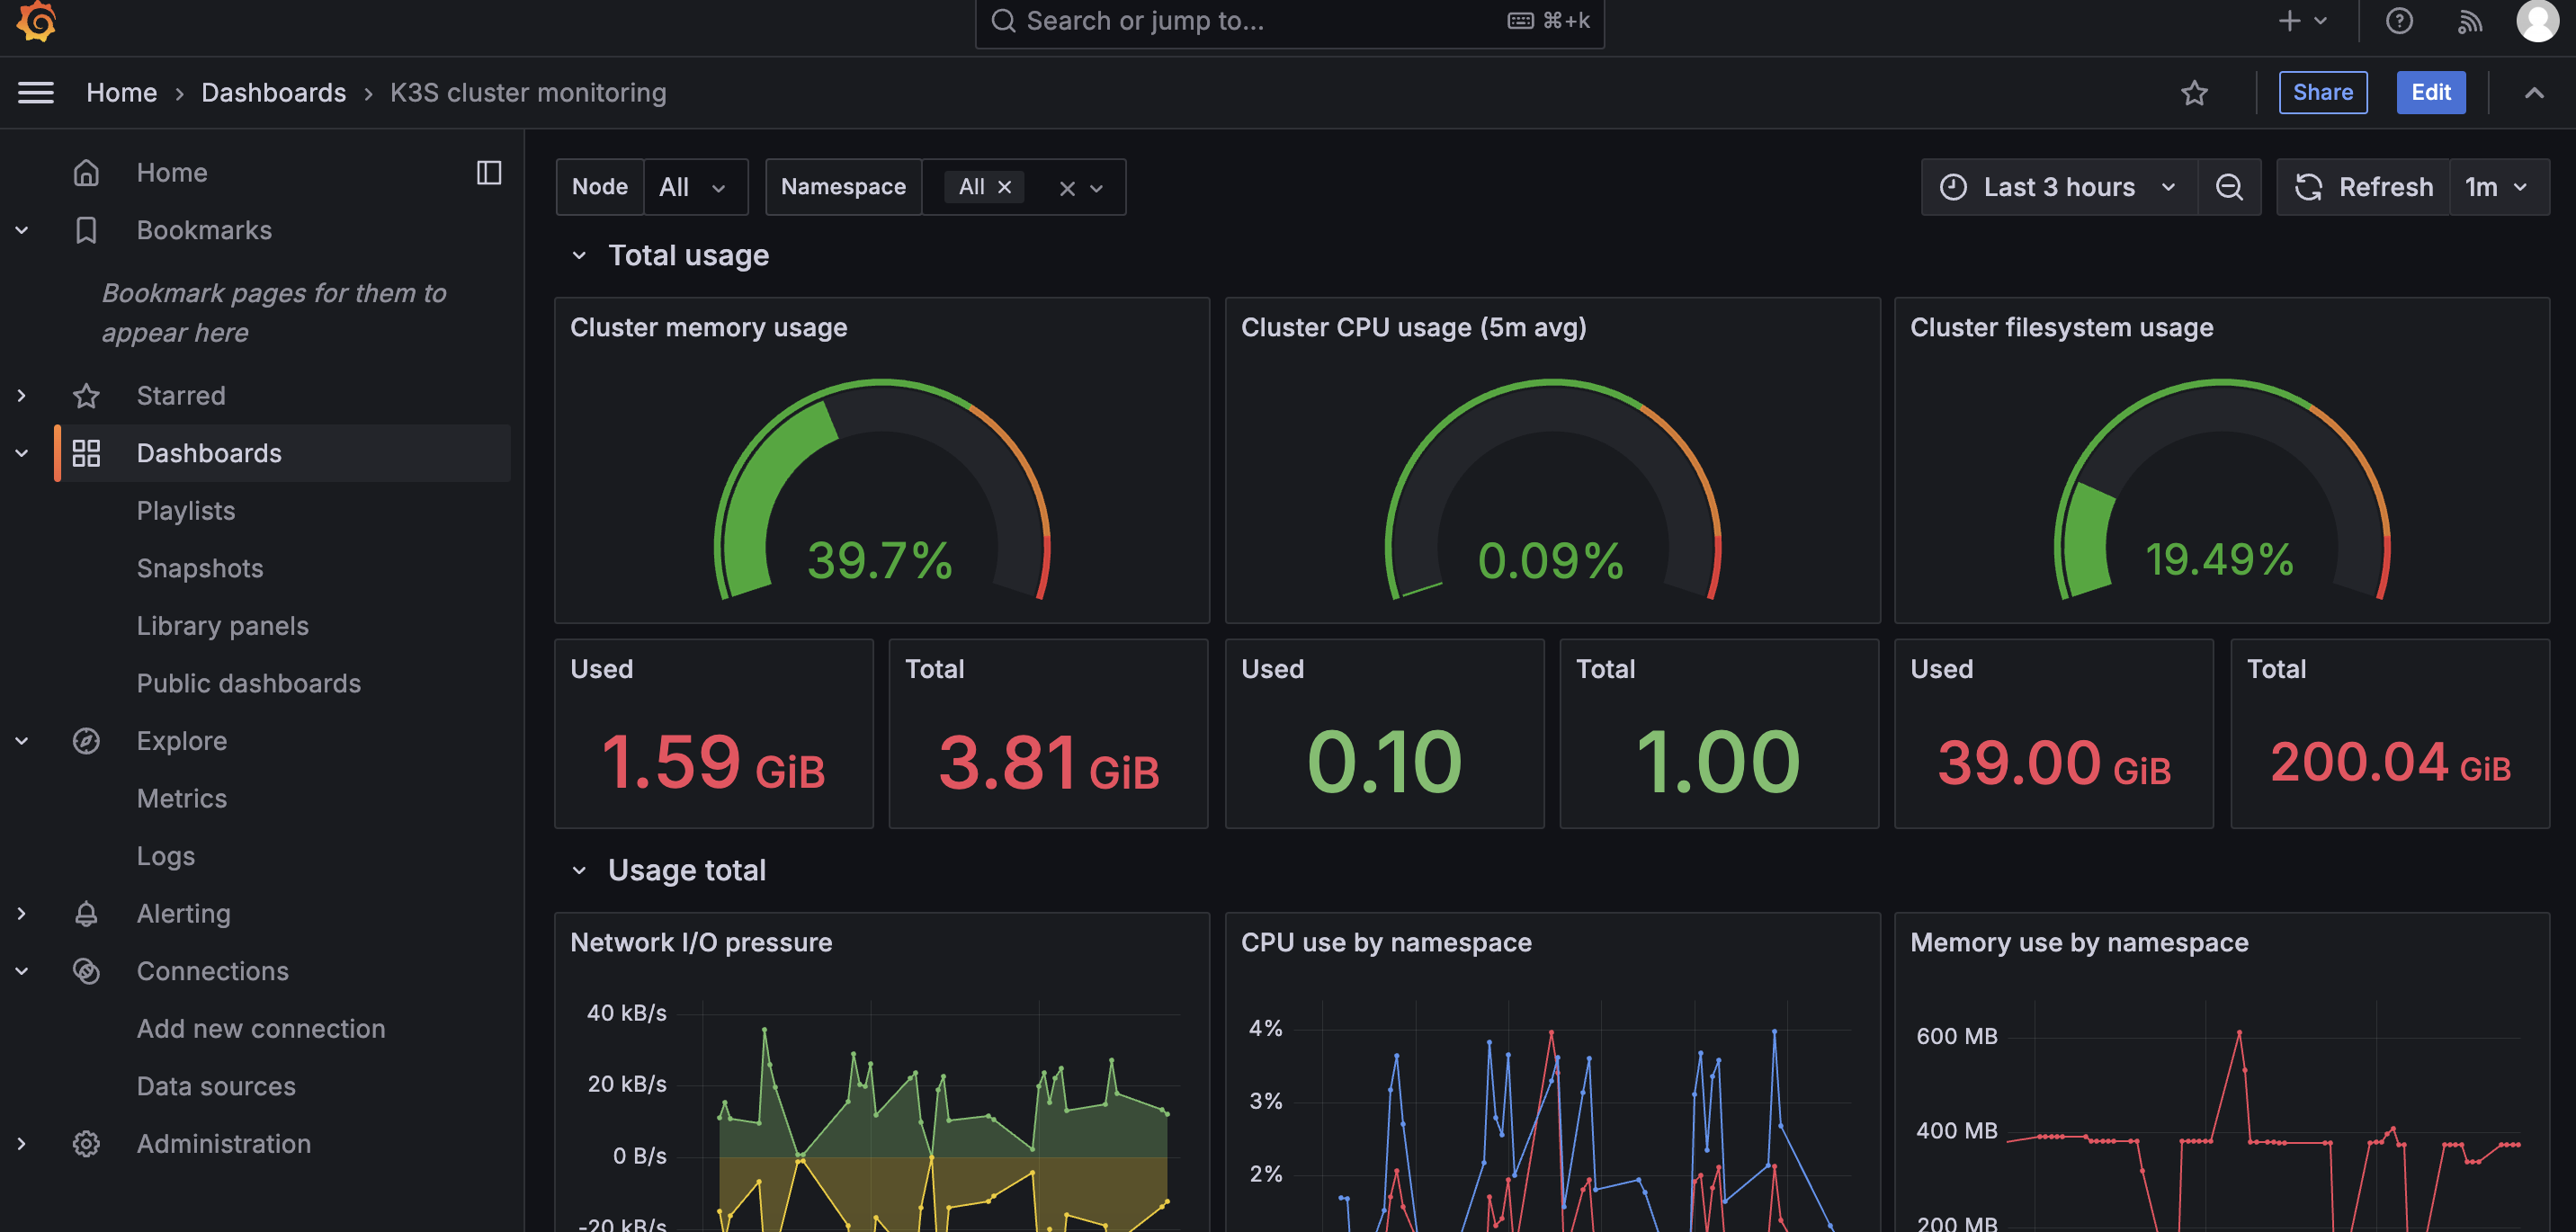 Search or jump to...
⌘+k
Home
Dashboards
K3S cluster monitoring
Share
Edit
Home
Bookmarks
Bookmark pages for them to
appear here
Starred
Dashboards
Playlists
Snapshots
Library panels
Public dashboards
Explore
Metrics
Logs
Alerting
Connections
Add new connection
Data sources
Administration
Node
All
Namespace
All
Last 3 hours
Refresh
1m
Total usage
Cluster memory usage
39.7%
Cluster CPU usage (5m avg)
0.09%
Cluster filesystem usage
19.49%
Used
1.59 GiB
Total
3.81 GiB
Used
0.10
Total
1.00
Used
39.00 GiB
Total
200.04 GiB
Usage total
Network I/O pressure
40 kB/s
20 kB/s
0 B/s
-20 kB/s
CPU use by namespace
4%
3%
2%
Memory use by namespace
600 MB
400 MB
200 MB